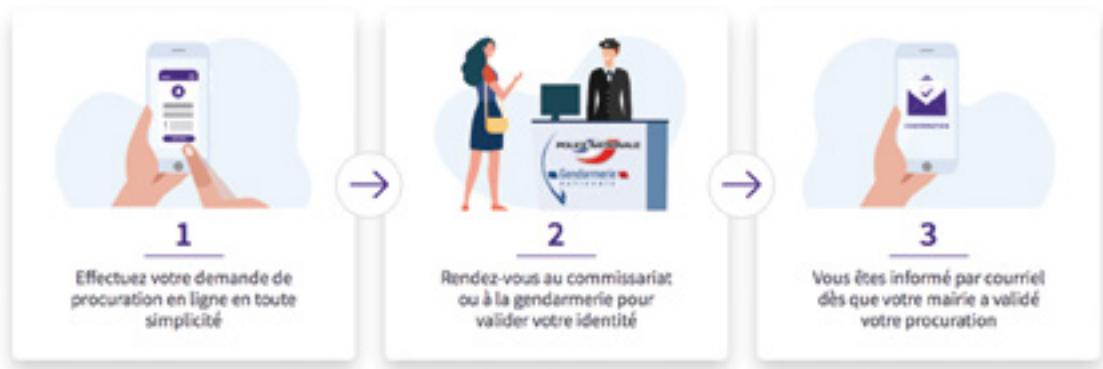 POLICE NATIONALE
Gendarmerie
nationale
CONFIRMATION
1
Effectuez votre demande de
procuration en ligne en toute
simplicité
2
Rendez-vous au commissariat
ou à la gendarmerie pour
valider votre identité
3
Vous êtes informé par courriel
dès que votre mairie a validé
votre procuration